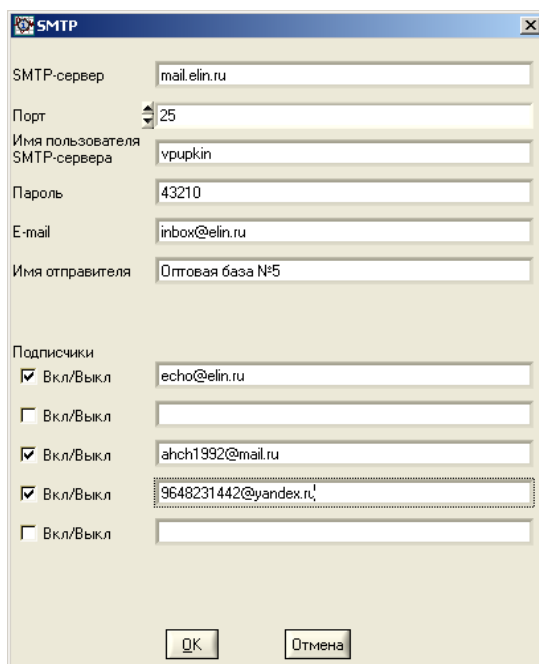 SMTP
SMTP-сервер mail.elin.ru
Порт 25
Имя пользователя
SMTP-сервера vpupkin
Пароль 43210
E-mail inbox@elin.ru
Имя отправителя Оптовая база №5
Подписчики
Вкл/Выкл echo@elin.ru
Вкл/Выкл
Вкл/Выкл ahch1992@mail.ru
Вкл/Выкл 9648231442@yandex.ru
Вкл/Выкл
OK Отмена